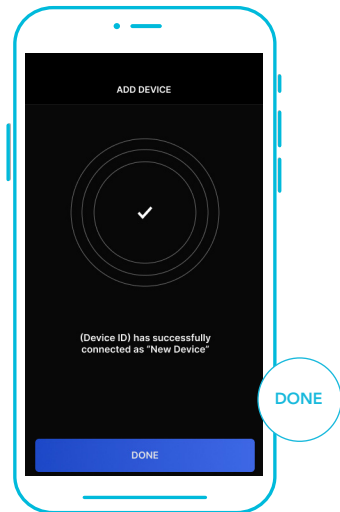 ADD DEVICE
(Device ID) has successfully
connected as “New Device”
DONE
DONE